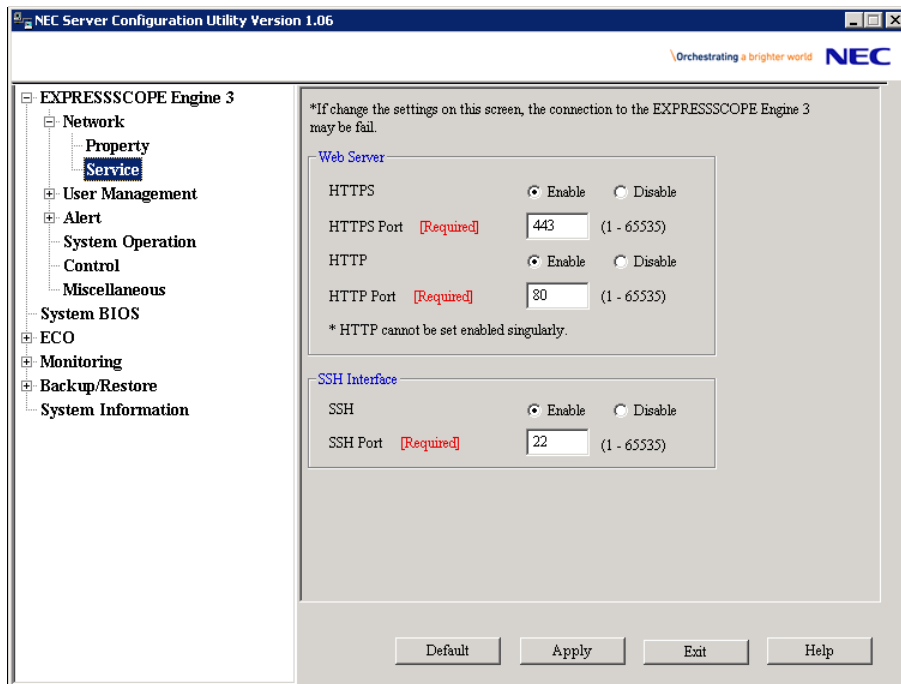 NEC Server Configuration Utility Version 1.06
\Orchestrating a brighter world NEC
EXPRESSSCOPE Engine 3
Network
Property
Service
User Management
Alert
System Operation
Control
Miscellaneous
System BIOS
ECO
Monitoring
Backup/Restore
System Information
*If change the settings on this screen, the connection to the EXPRESSSCOPE Engine 3
may be fail.
Web Server
HTTPS Enable Disable
HTTPS Port [Required] 443 (1 - 65535)
HTTP Enable Disable
HTTP Port [Required] 80 (1 - 65535)
* HTTP cannot be set enabled singularly.
SSH Interface
SSH Enable Disable
SSH Port [Required] 22 (1 - 65535)
Default Apply Exit Help